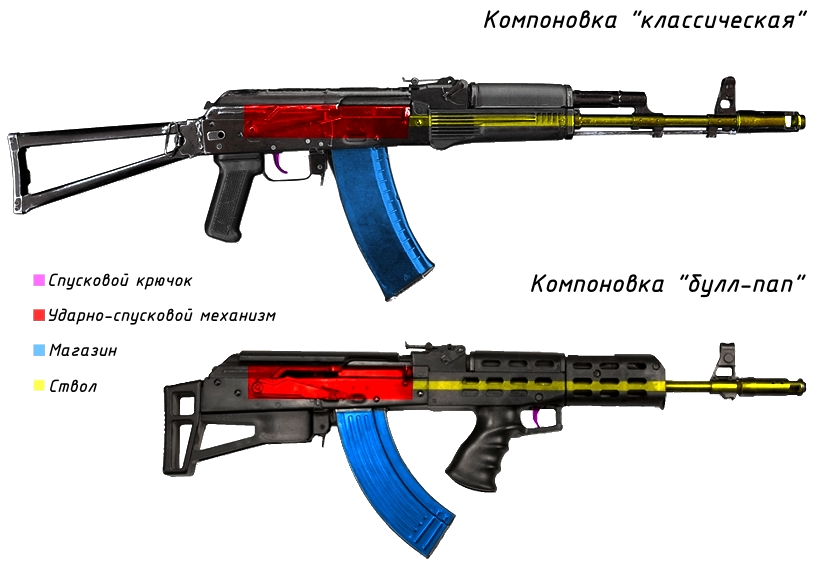 Компоновка "классическая"
Спусковой крючок
Компоновка "булл-пап"
Ударно-спусковой механизм
Магазин
Ствол